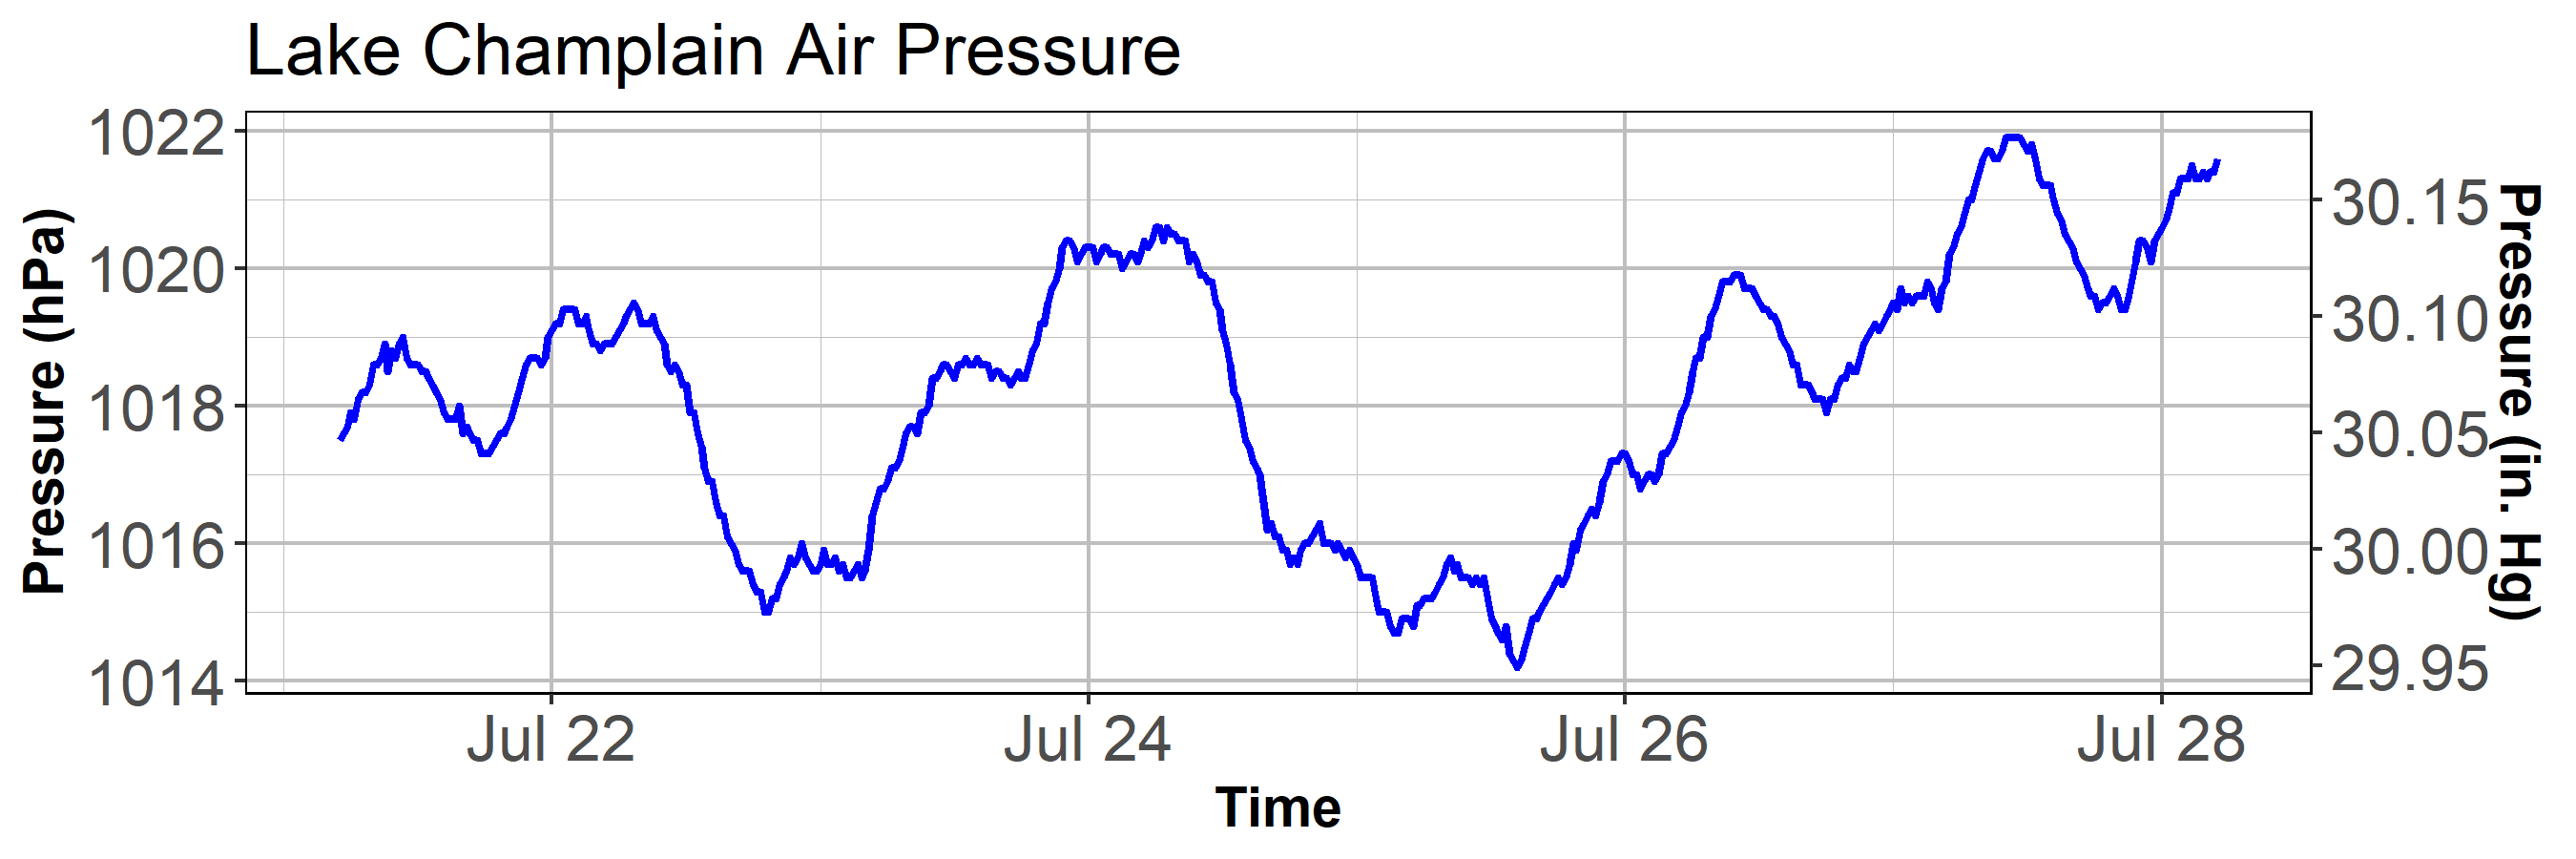 Lake Champlain Air Pressure
Pressure (hPa)
1022
1020
1018
1016
1014
30.15
30.10
30.05
30.00
29.95
Pressure (in. Hg)
Jul 22
Jul 24
Jul 26
Jul 28
Time